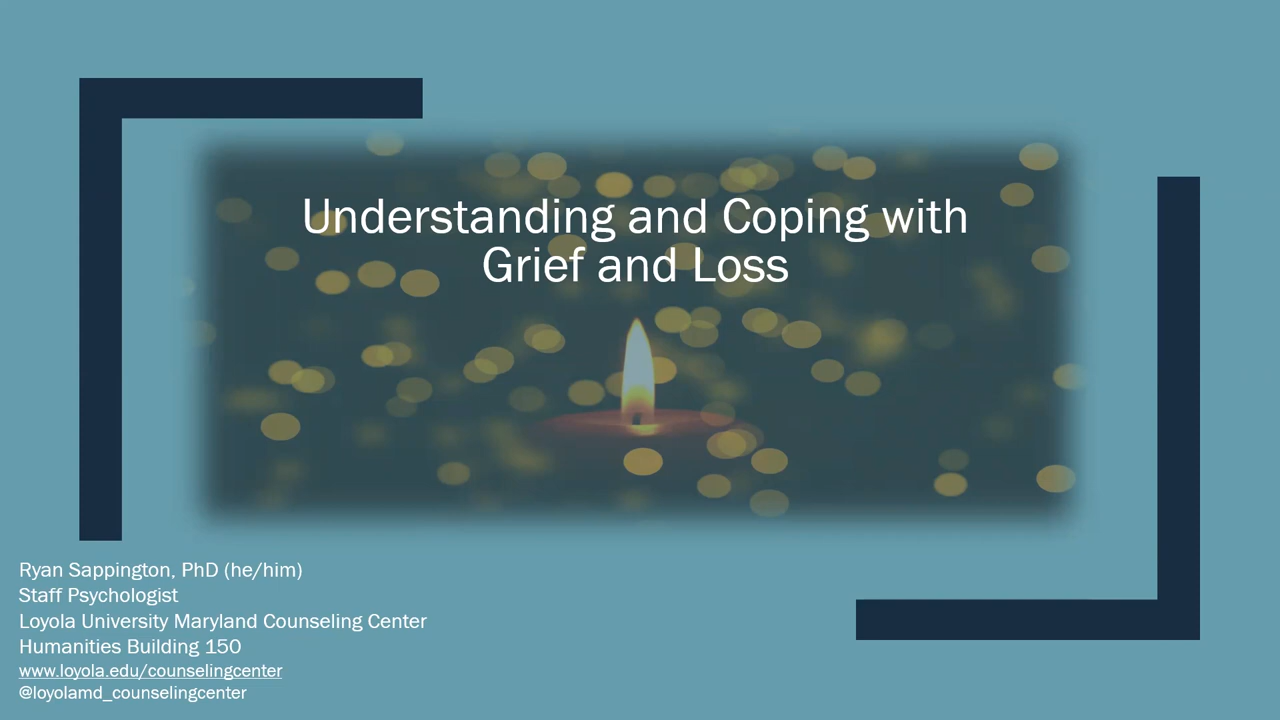 Understanding and Coping with
Grief and Loss
Ryan Sappington, PhD (he/him)
Staff Psychologist
Loyola University Maryland Counseling Center
Humanities Building 150
www.loyola.edu/counselingcenter
@loyolamd_counselingcenter